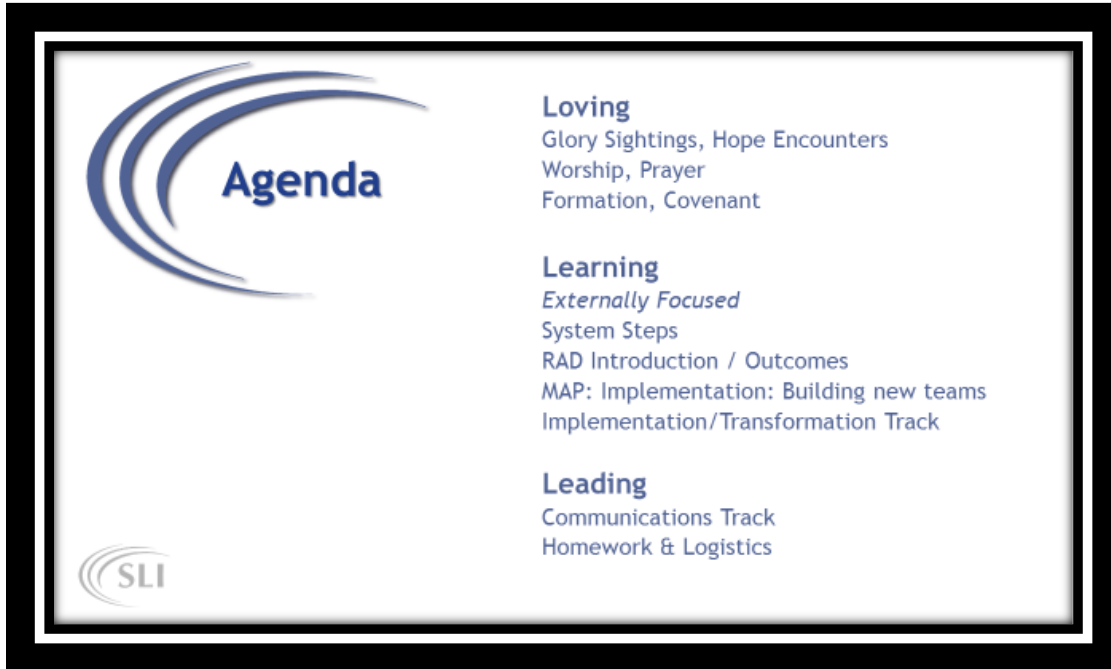 Agenda
Loving
Glory Sightings, Hope Encounters
Worship, Prayer
Formation, Covenant
Learning
Externally Focused
System Steps
RAD Introduction / Outcomes
MAP: Implementation: Building new teams
Implementation/Transformation Track
Leading
Communications Track
Homework & Logistics
SLI